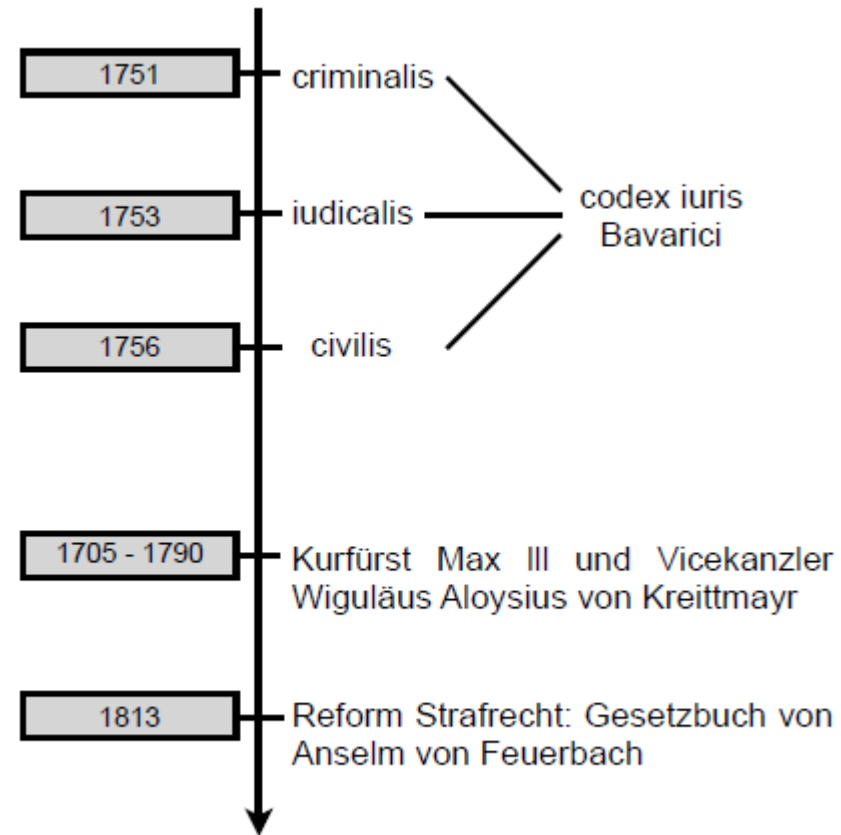 1751
criminalis
1753
iudicalis
codex iuris
Bavarici
1756
civilis
1705 - 1790
Kurfürst Max III und Vicekanzler
Wiguläus Aloysius von Kreittmayr
1813
Reform Strafrecht: Gesetzbuch von
Anselm von Feuerbach